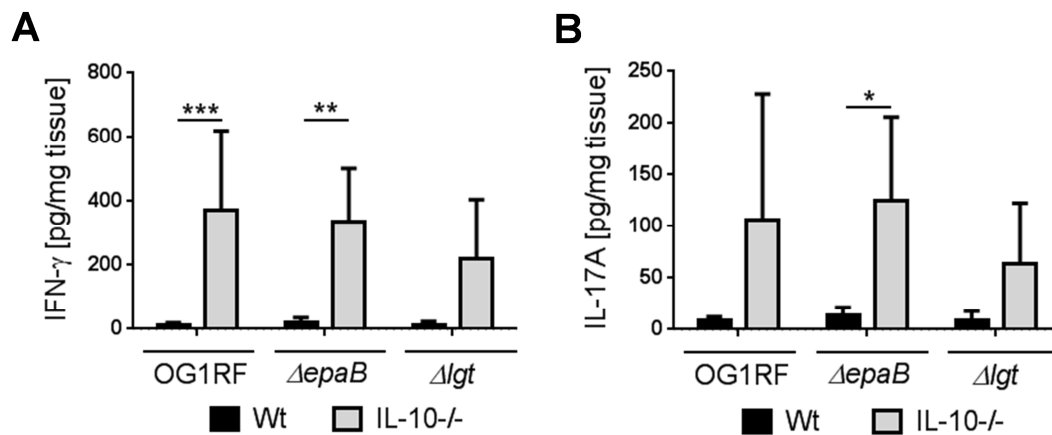 A
IFN-γ [pg/mg tissue]
800
600
400
200
0
***
**
OG1RF
ΔepaB
Δlgt
Wt
IL-10-/-
B
IL-17A [pg/mg tissue]
250
200
150
100
50
0
*
OG1RF
ΔepaB
Δlgt
Wt
IL-10-/-